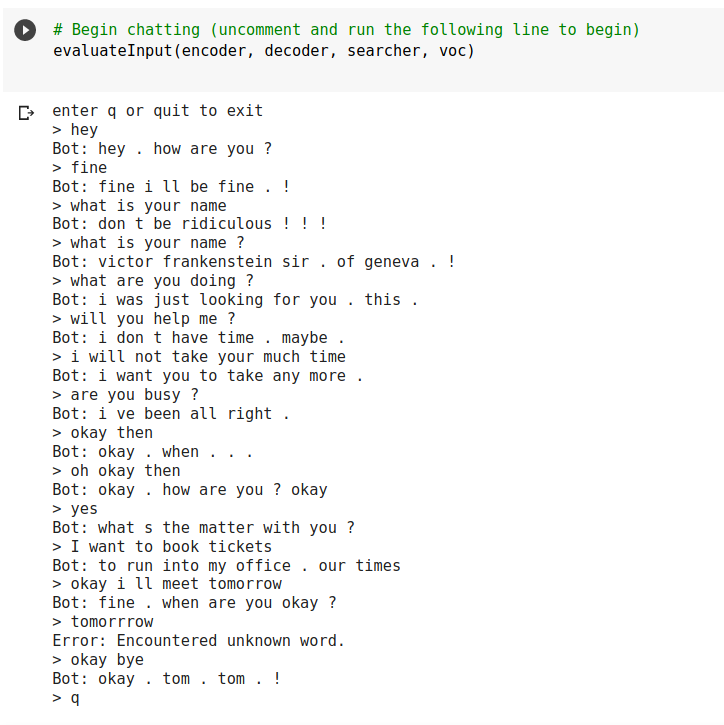 # Begin chatting (uncomment and run the following line to begin)
evaluateInput(encoder, decoder, searcher, voc)
enter q or quit to exit
> hey
Bot: hey . how are you ?
> fine
Bot: fine i ll be fine . !
> what is your name
Bot: don t be ridiculous ! ! !
> what is your name ?
Bot: victor frankenstein sir . of geneva . !
> what are you doing ?
Bot: i was just looking for you . this .
> will you help me ?
Bot: i don t have time . maybe .
> i will not take your much time
Bot: i want you to take any more .
> are you busy ?
Bot: i ve been all right .
> okay then
Bot: okay . when . . .
> oh okay then
Bot: okay . how are you ? okay
> yes
Bot: what s the matter with you ?
> I want to book tickets
Bot: to run into my office . our times
> okay i ll meet tomorrow
Bot: fine . when are you okay ?
> tomorrrow
Error: Encountered unknown word.
> okay bye
Bot: okay . tom . tom . !
> q